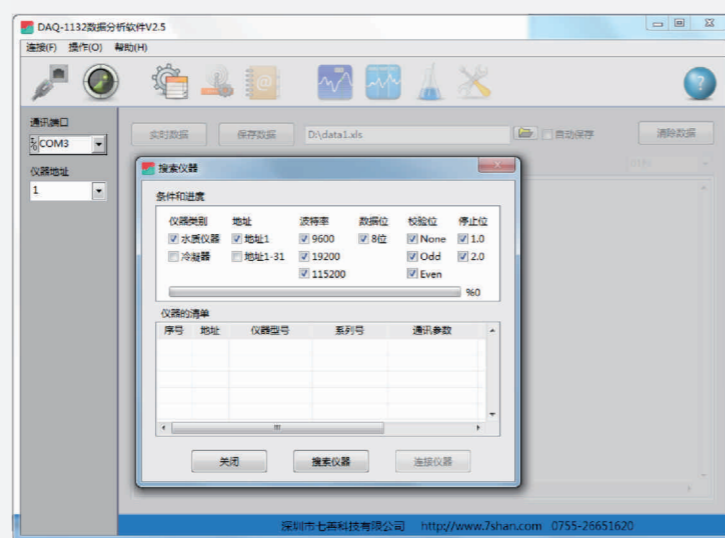 DAQ-1132数据分析软件V2.5
连接(F) 操作(O) 帮助(H)
通讯端口
COM3
仪器地址
1
实时数据 保存数据 D:\data1.xls 自动保存 清除数据
搜索仪器
条件和进度
仪器类别 地址 波特率 数据位 校验位 停止位
水质仪器 地址1 9600 8位 None 1.0
冷凝器 地址1-31 19200 Odd 2.0
115200 Even
%0
仪器的清单
序号 地址 仪器型号 系列号 通讯参数
关闭 搜索仪器 连接仪器
深圳市七善科技有限公司 http://www.7shan.com 0755-26651620